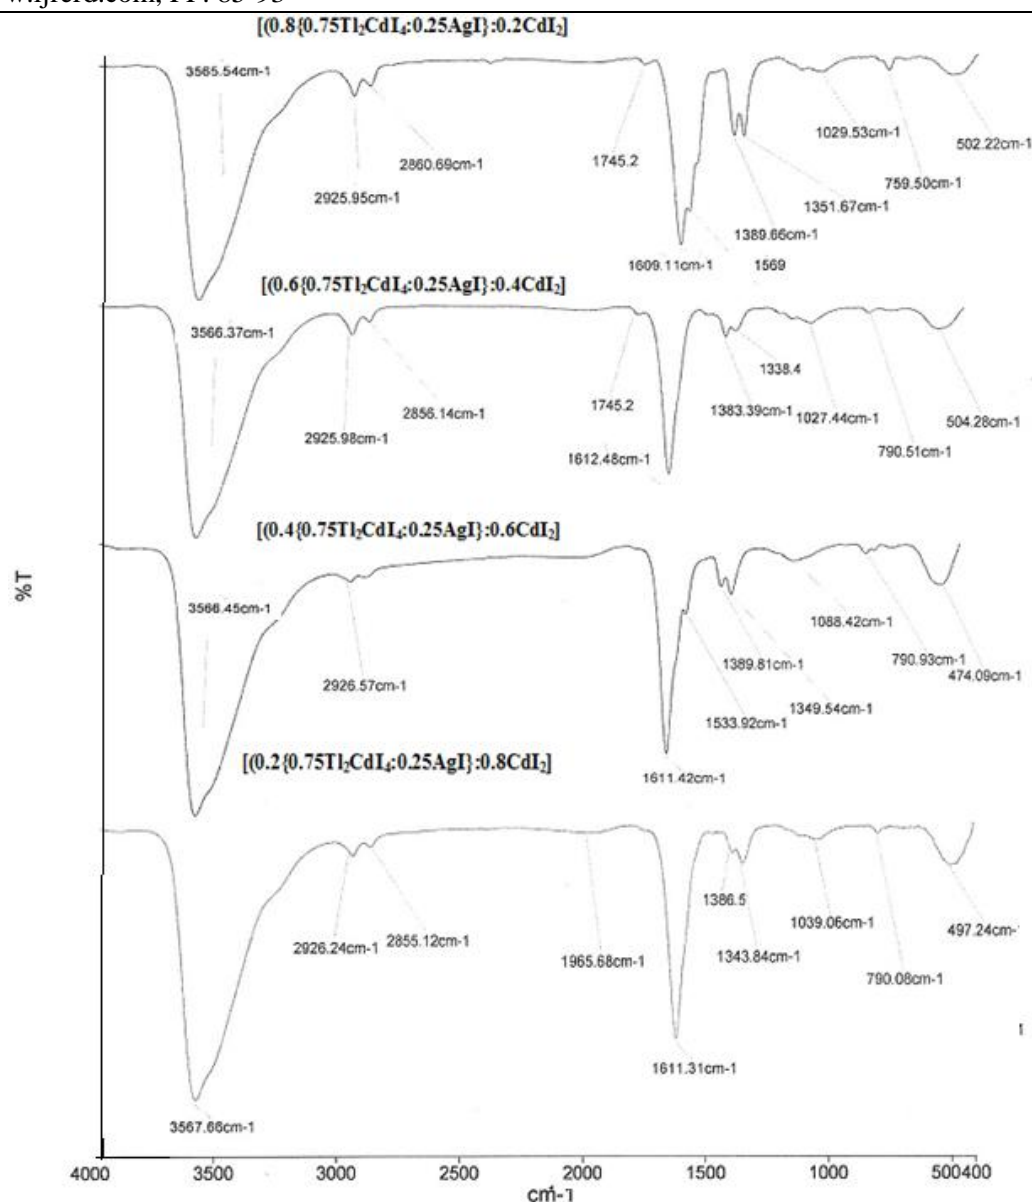 [(0.8{0.75Tl₂CdI₄:0.25AgI}:0.2CdI₂]
3565.54cm-1
2925.95cm-1
2860.69cm-1
1745.2
1609.11cm-1
1569
1389.66cm-1
1351.67cm-1
1029.53cm-1
759.50cm-1
502.22cm-1
[(0.6{0.75Tl₂CdI₄:0.25AgI}:0.4CdI₂]
3566.37cm-1
2925.98cm-1
2856.14cm-1
1745.2
1612.48cm-1
1383.39cm-1
1338.4
1027.44cm-1
790.51cm-1
504.28cm-1
[(0.4{0.75Tl₂CdI₄:0.25AgI}:0.6CdI₂]
%T
3566.45cm-1
2926.57cm-1
1611.42cm-1
1533.92cm-1
1389.81cm-1
1349.54cm-1
1088.42cm-1
790.93cm-1
474.09cm-1
[(0.2{0.75Tl₂CdI₄:0.25AgI}:0.8CdI₂]
3567.66cm-1
2926.24cm-1
2855.12cm-1
1965.68cm-1
1611.31cm-1
1386.5
1343.84cm-1
1039.06cm-1
790.08cm-1
497.24cm-
4000 3500 3000 2500 2000 1500 1000 500400
cm-1